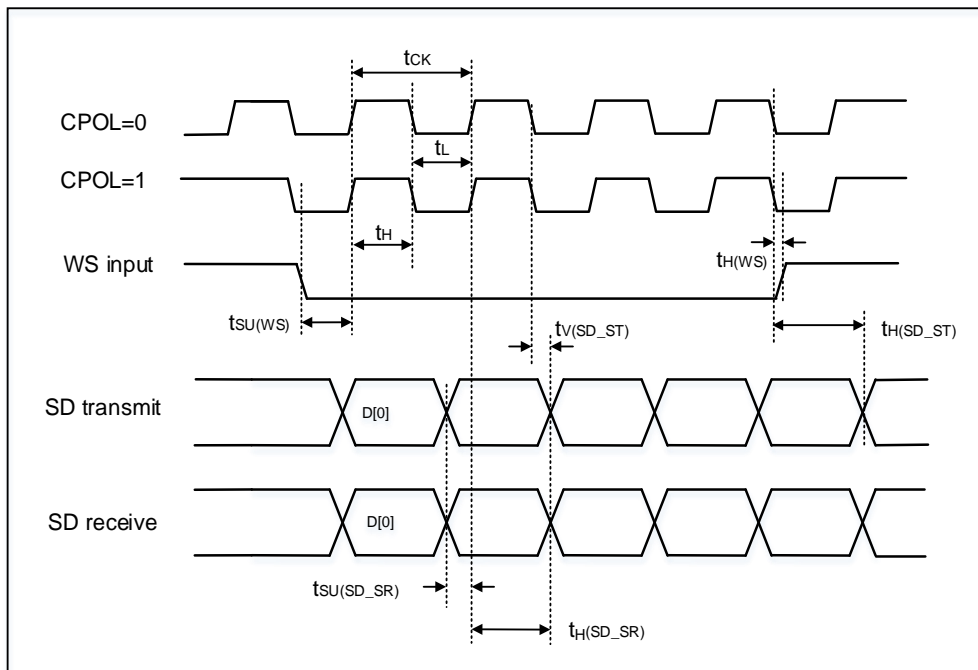 tCK
CPOL=0
tL
CPOL=1
tH
tH(WS)
WS input
tSU(WS)
tV(SD_ST)
tH(SD_ST)
SD transmit
D[0]
SD receive
D[0]
tSU(SD_SR)
tH(SD_SR)